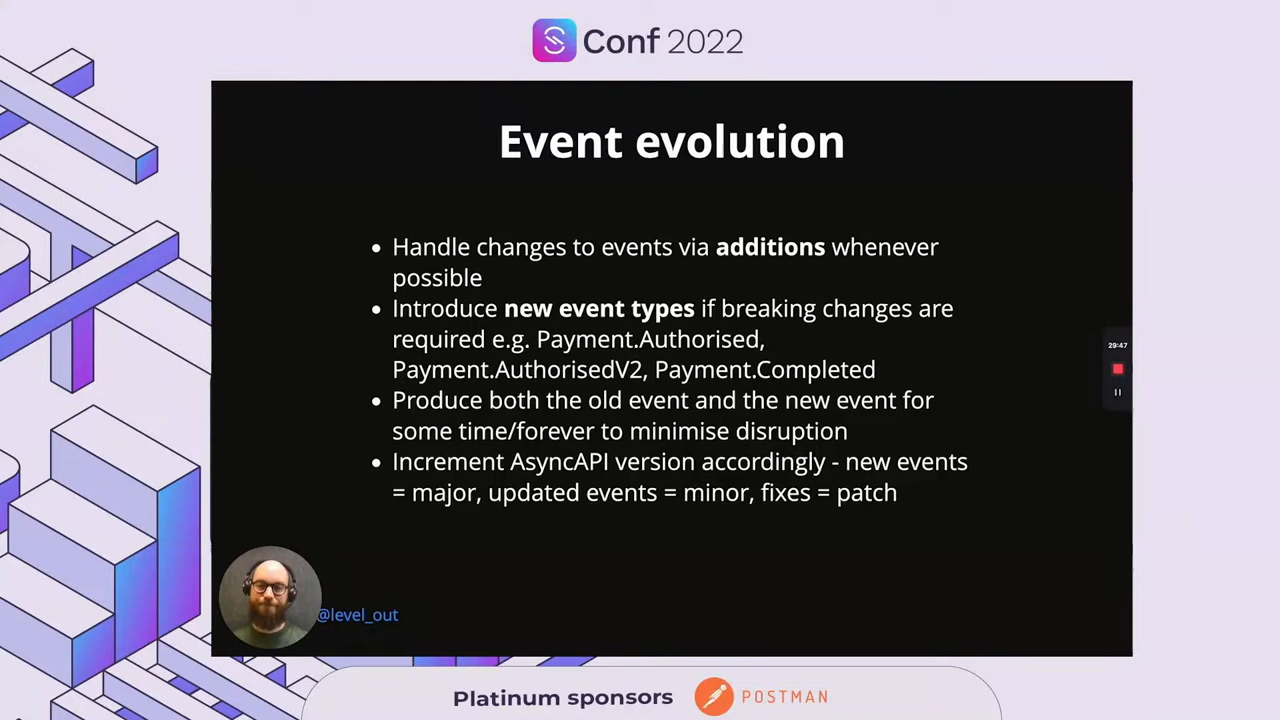 Conf 2022
Event evolution
• Handle changes to events via additions whenever
possible
• Introduce new event types if breaking changes are
required e.g. Payment.Authorised,
Payment.AuthorisedV2, Payment.Completed
• Produce both the old event and the new event for
some time/forever to minimise disruption
• Increment AsyncAPI version accordingly - new events
= major, updated events = minor, fixes = patch
29:47
@level_out
Platinum sponsors POSTMAN